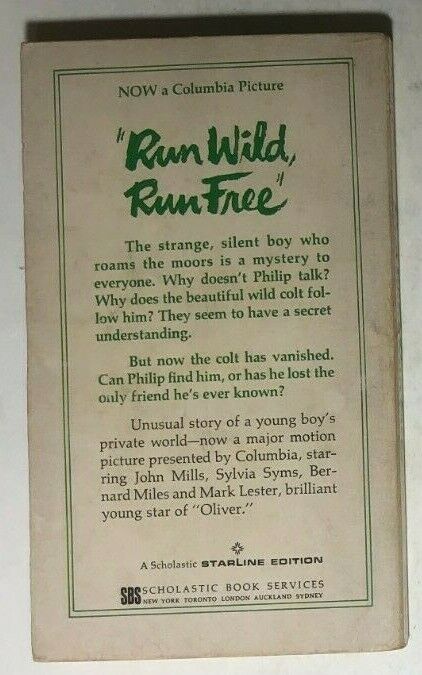 NOW a Columbia Picture
"Run Wild,
Run Free"
The strange, silent boy who
roams the moors is a mystery to
everyone. Why doesn't Philip talk?
Why does the beautiful wild colt fol-
low him? They seem to have a secret
understanding.
But now the colt has vanished.
Can Philip find him, or has he lost the
only friend he's ever known?
Unusual story of a young boy's
private world—now a major motion
picture presented by Columbia, star-
ring John Mills, Sylvia Syms, Ber-
nard Miles and Mark Lester, brilliant
young star of "Oliver."
A Scholastic STARLINE EDITION
SBS SCHOLASTIC BOOK SERVICES
NEW YORK TORONTO LONDON AUCKLAND SYDNEY